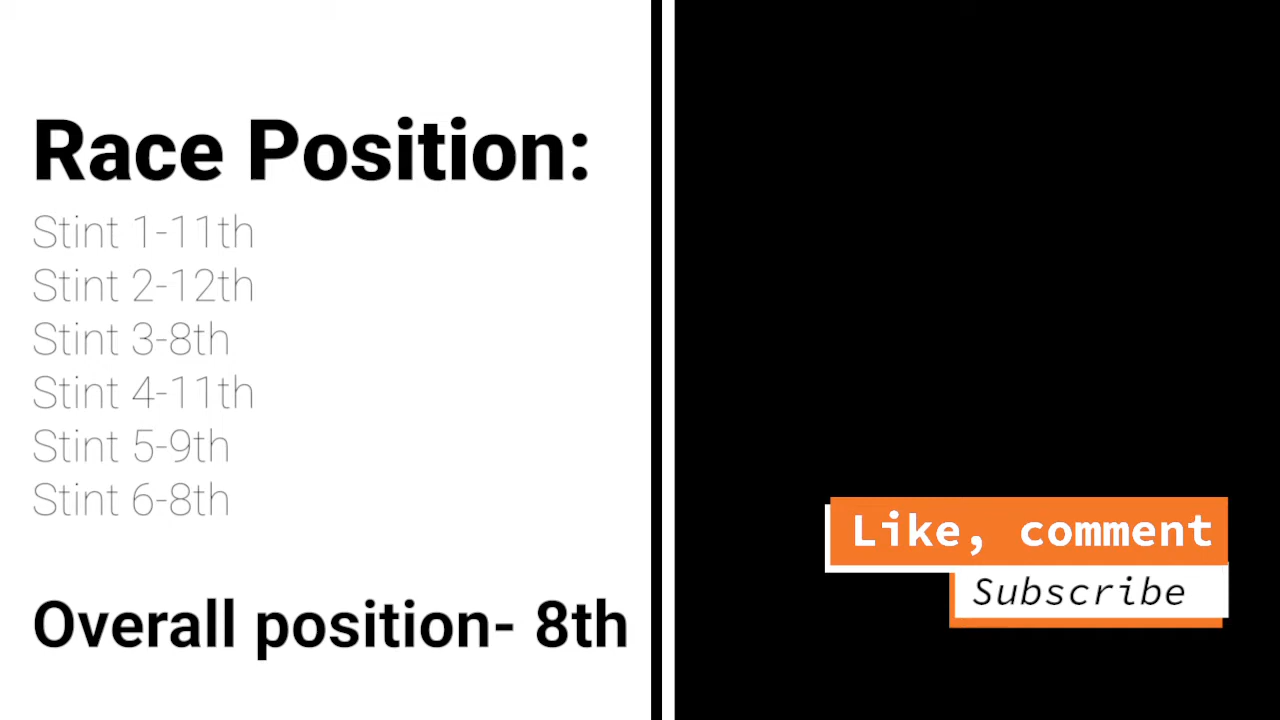 Race Position:
Stint 1-11th
Stint 2-12th
Stint 3-8th
Stint 4-11th
Stint 5-9th
Stint 6-8th
Overall position- 8th
Like, comment
Subscribe